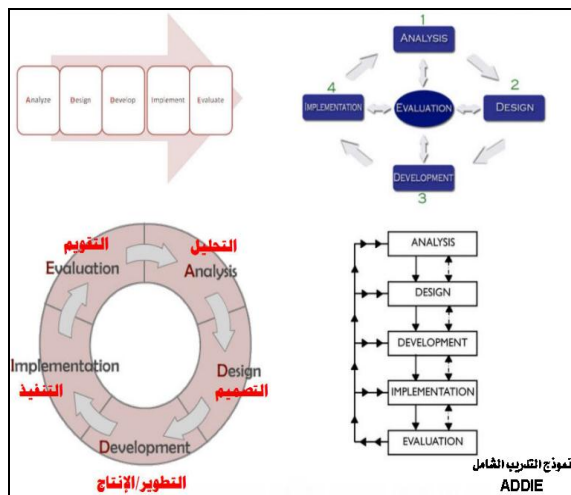 Analyze
Design
Develop
Implement
Evaluate
1
ANALYSIS
4
2
IMPLEMENTATION
EVALUATION
DESIGN
DEVELOPMENT
3
التقويم
التحليل
Evaluation
Analysis
Implementation
Design
التنفيذ
التصميم
Development
التطوير/الإنتاج
ANALYSIS
DESIGN
DEVELOPMENT
IMPLEMENTATION
EVALUATION
نموذج التدريب الشامل
ADDIE